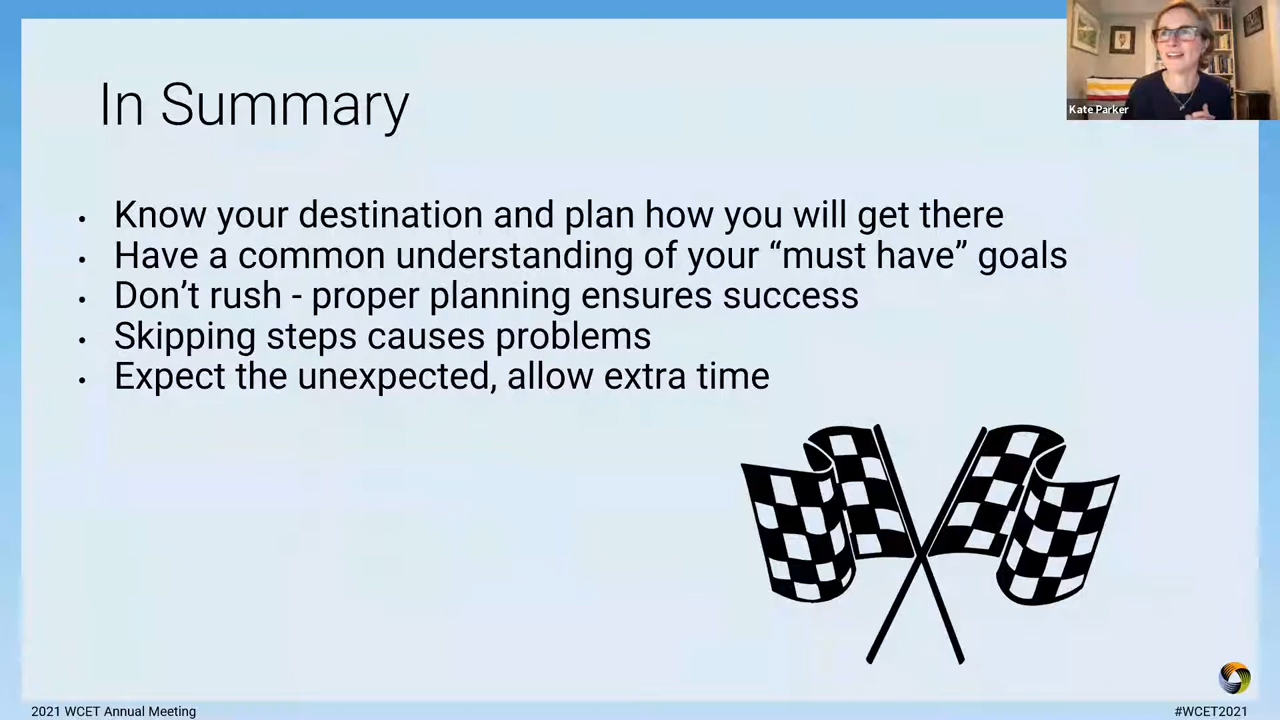 Kate Parker
In Summary
• Know your destination and plan how you will get there
• Have a common understanding of your “must have” goals
• Don’t rush - proper planning ensures success
• Skipping steps causes problems
• Expect the unexpected, allow extra time
2021 WCET Annual Meeting
#WCET2021